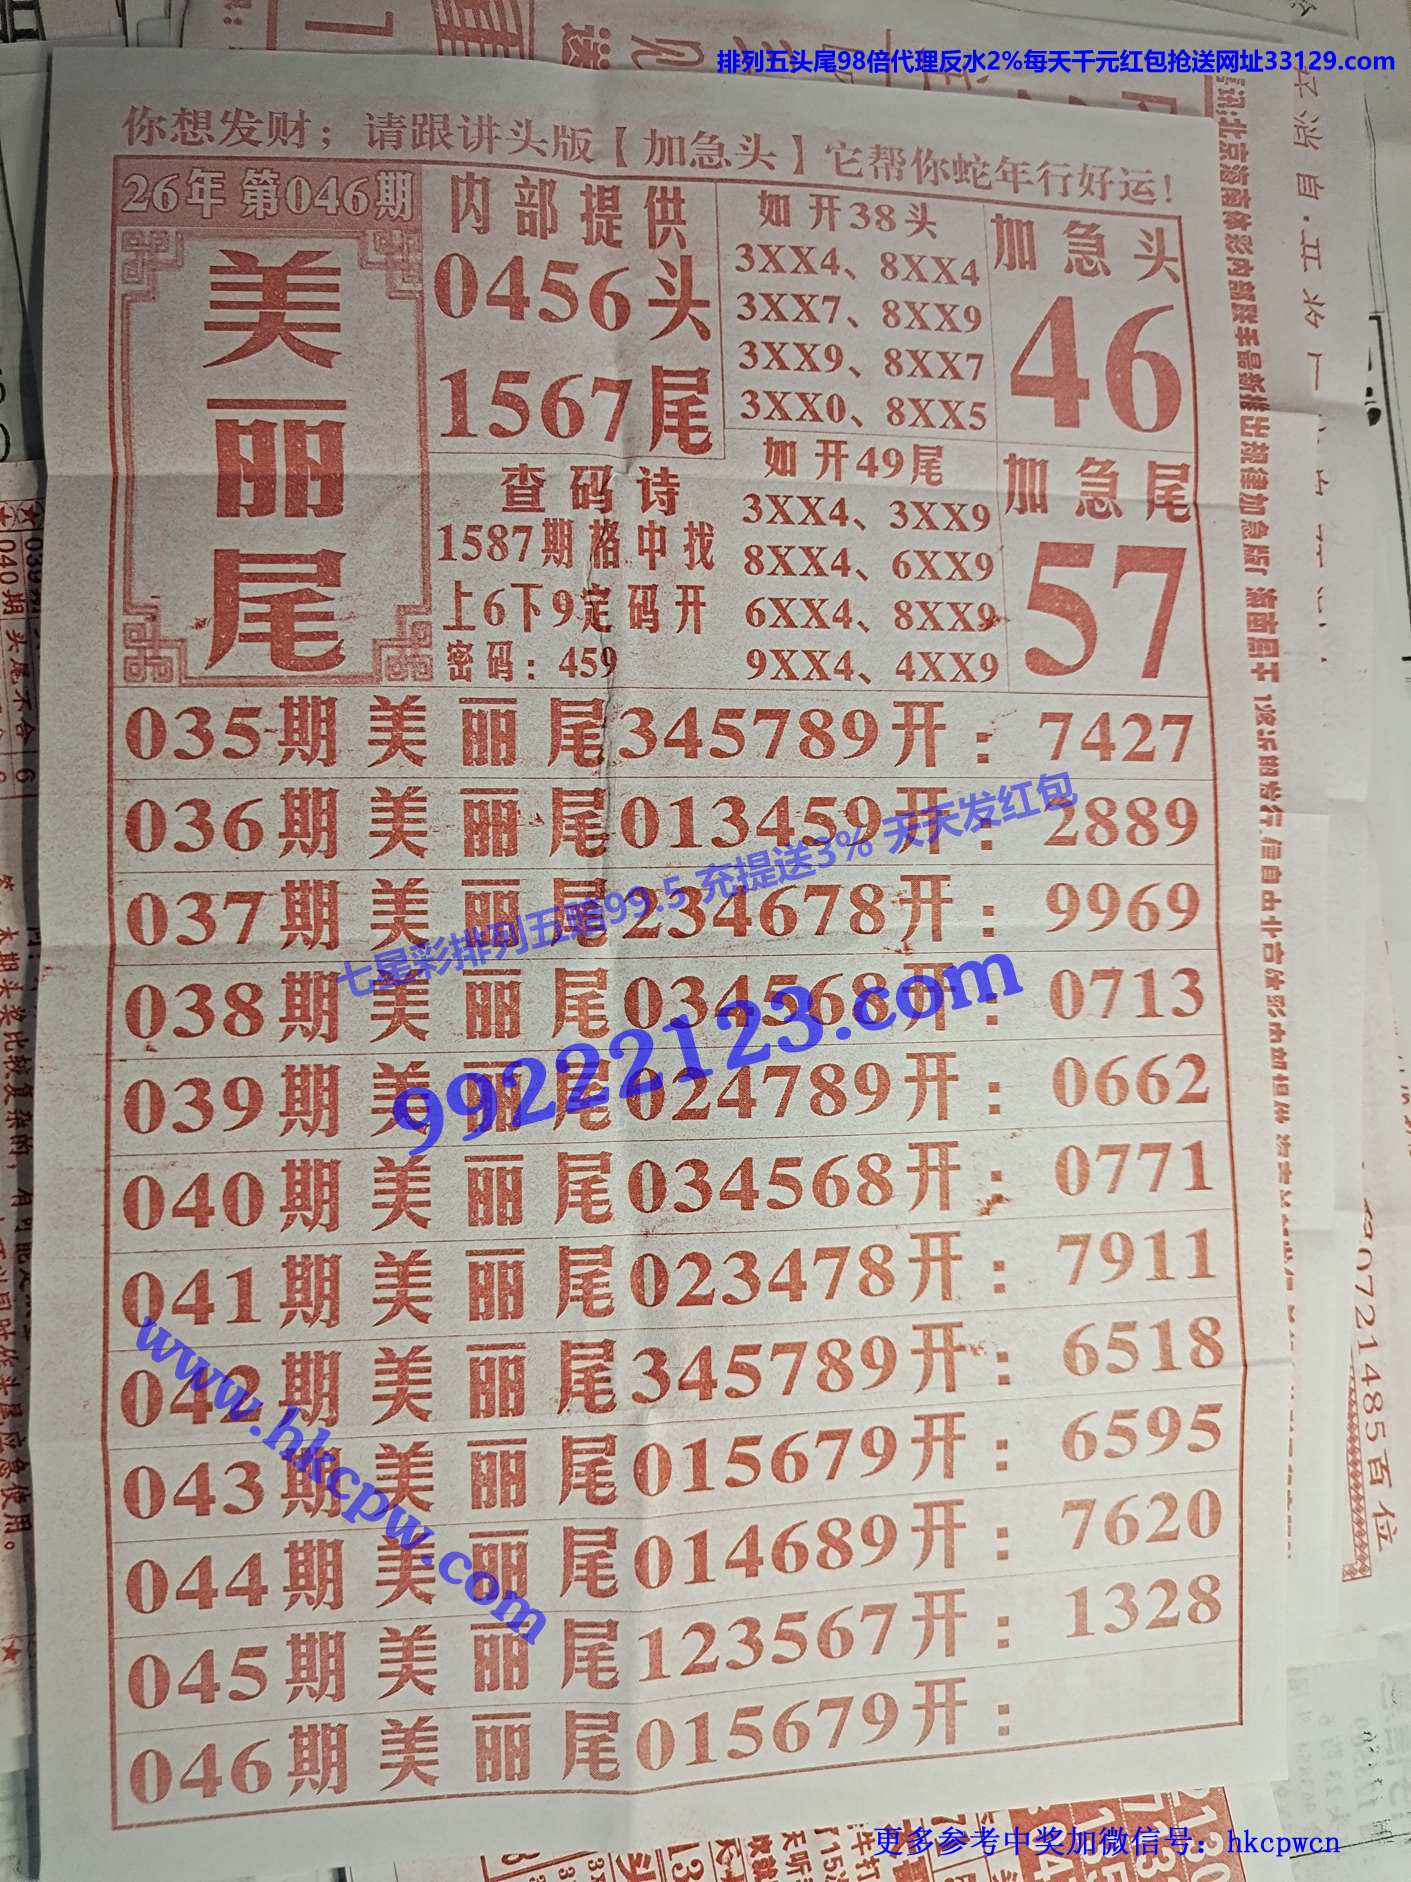 排列五头尾98倍代理反水2%每天千元红包抢送网址33129.com
你想发财；请跟讲头版【加急头】它帮你蛇年行好运！
26年 第046期
美丽尾
内部提供
0456头
1567尾
查码诗
1587期格中找
上6下9定码开
密码：459
如开38头
3XX4、8XX4
3XX7、8XX9
3XX9、8XX7
3XX0、8XX5
如开49尾
3XX4、3XX9
8XX4、6XX9
6XX4、8XX9
9XX4、4XX9
加急头
46
加急尾
57
035期美丽尾345789开：7427
036期美丽尾013459开：2889
037期美丽尾234678开：9969
038期美丽尾034568开：0713
039期美丽尾024789开：0662
040期美丽尾034568开：0771
041期美丽尾023478开：7911
042期美丽尾345789开：6518
043期美丽尾015679开：6595
044期美丽尾014689开：7620
045期美丽尾123567开：1328
046期美丽尾015679开：
七星彩排列五赔99.5 充提送3% 天天发红包
99222123.com
www.hkcpw.com
040期头尾不合
0721485百位
更多参考中奖加微信号：hkcpwcn